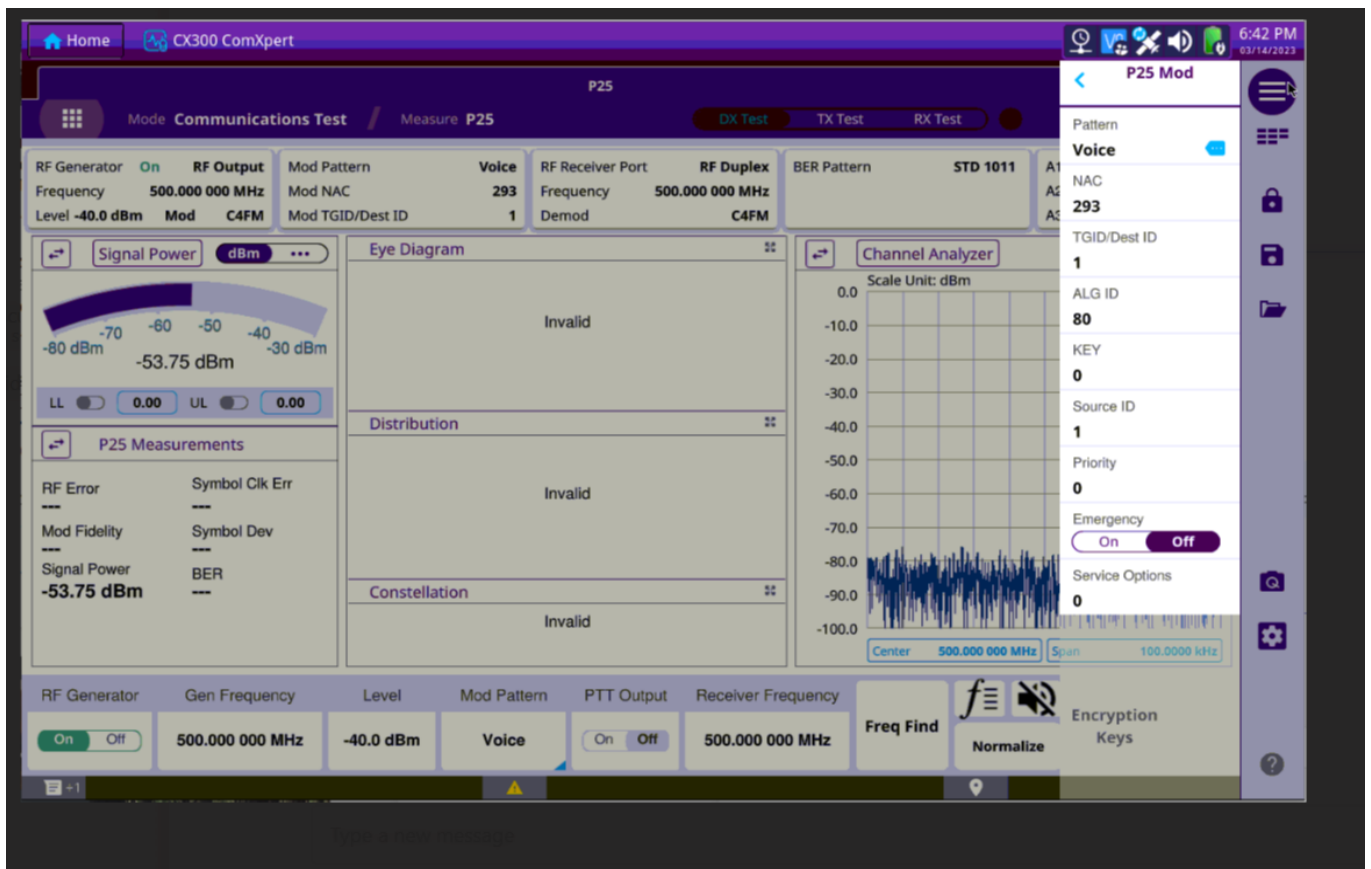 Home
CX300 ComXpert
6:42 PM
03/14/2023
P25
Mode Communications Test / Measure P25
DX Test TX Test RX Test
RF Generator On RF Output
Frequency 500.000 000 MHz
Level -40.0 dBm Mod C4FM
Mod Pattern Voice
Mod NAC 293
Mod TGID/Dest ID 1
RF Receiver Port RF Duplex
Frequency 500.000 000 MHz
Demod C4FM
BER Pattern STD 1011
Signal Power dBm
-80 dBm -70 -60 -50 -40 -30 dBm
-53.75 dBm
LL 0.00 UL 0.00
P25 Measurements
RF Error
---
Symbol Clk Err
---
Mod Fidelity
---
Symbol Dev
---
Signal Power
-53.75 dBm
BER
---
Eye Diagram
Invalid
Distribution
Invalid
Constellation
Invalid
Channel Analyzer
Scale Unit: dBm
0.0
-10.0
-20.0
-30.0
-40.0
-50.0
-60.0
-70.0
-80.0
-90.0
-100.0
Center 500.000 000 MHz
Span 100.0000 kHz
P25 Mod
Pattern
Voice
NAC
293
TGID/Dest ID
1
ALG ID
80
KEY
0
Source ID
1
Priority
0
Emergency
On Off
Service Options
0
Encryption
Keys
RF Generator
On Off
Gen Frequency
500.000 000 MHz
Level
-40.0 dBm
Mod Pattern
Voice
PTT Output
On Off
Receiver Frequency
500.000 000 MHz
Freq Find
Normalize
+1
Type a new message